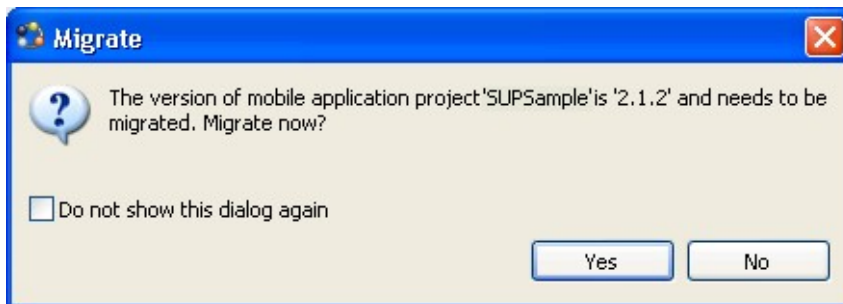 Migrate
The version of mobile application project'SUPSample'is '2.1.2' and needs to be
migrated. Migrate now?
Do not show this dialog again
Yes No